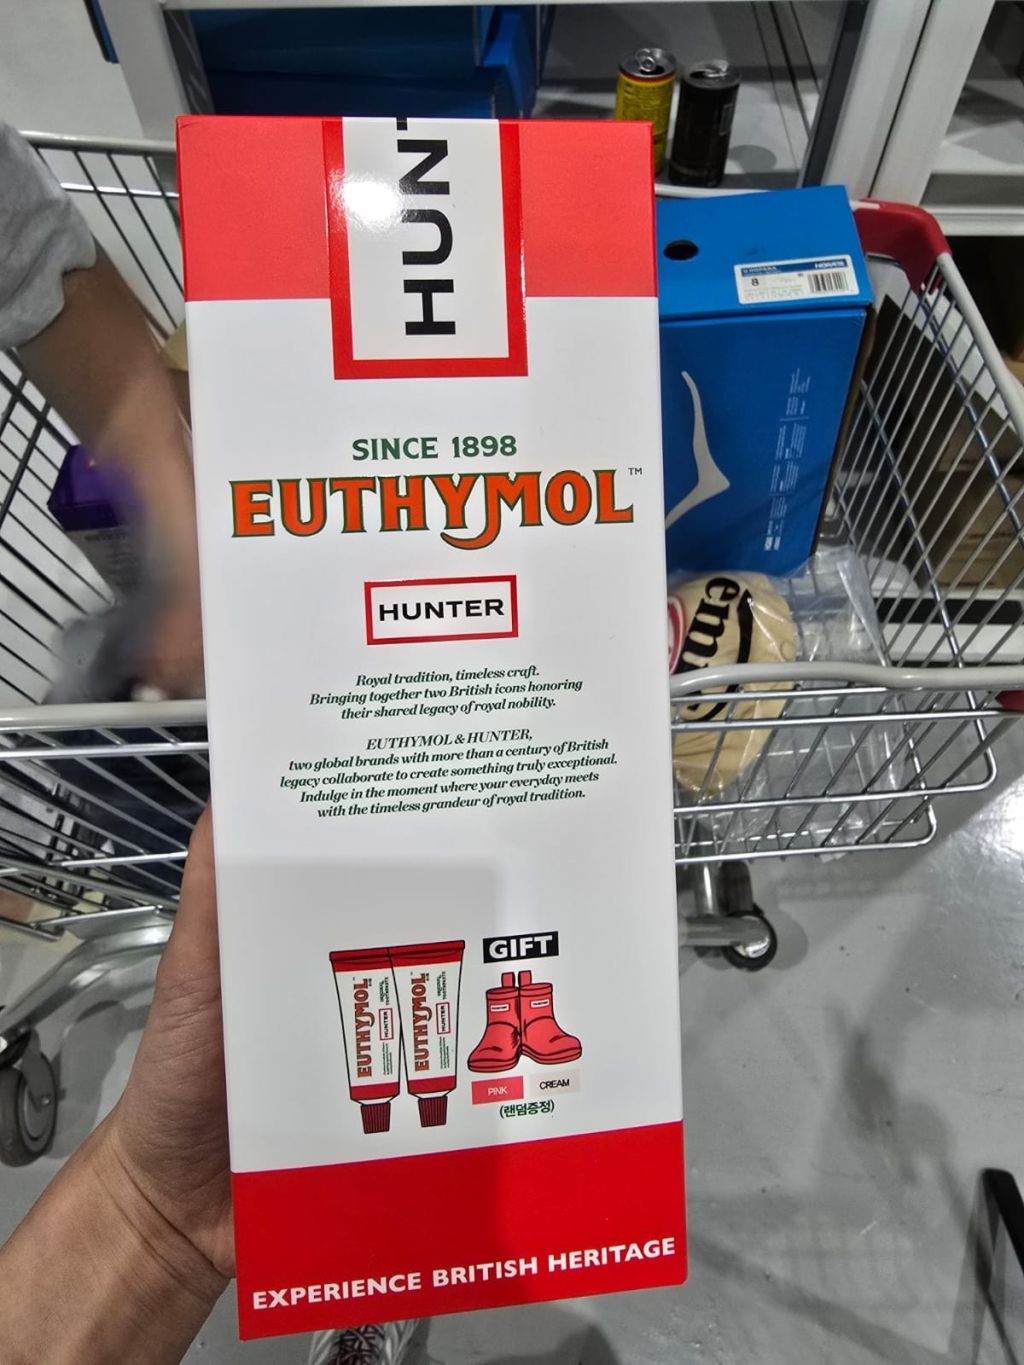 HUNT
SINCE 1898
EUTHYMOL™
HUNTER
Royal tradition, timeless craft.
Bringing together two British icons honoring
their shared legacy of royal nobility.
EUTHYMOL & HUNTER,
two global brands with more than a century of British
legacy collaborate to create something truly exceptional.
Indulge in the moment where your everyday meets
with the timeless grandeur of royal tradition.
GIFT
EUTHYMOL
HUNTER
EUTHYMOL
HUNTER
PINK
CREAM
(랜덤증정)
EXPERIENCE BRITISH HERITAGE
8